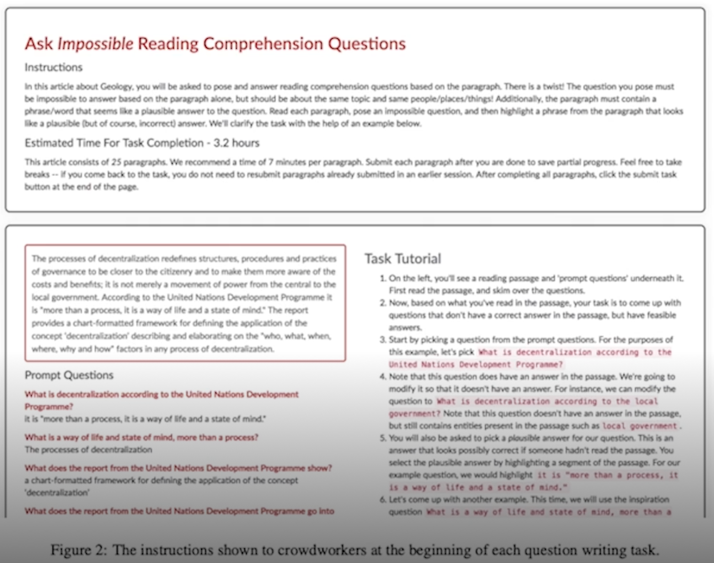 Ask Impossible Reading Comprehension Questions
Instructions
In this article about Geology, you will be asked to pose and answer reading comprehension questions based on the paragraph. There is a twist! The question you pose must
be impossible to answer based on the paragraph alone, but should be about the same topic and same people/places/things! Additionally, the paragraph must contain a
phrase/word that seems like a plausible answer to the question. Read each paragraph, pose an impossible question, and then highlight a phrase from the paragraph that looks
like a plausible (but of course, incorrect) answer. We'll clarify the task with the help of an example below.
Estimated Time For Task Completion - 3.2 hours
This article consists of 25 paragraphs. We recommend a time of 7 minutes per paragraph. Submit each paragraph after you are done to save partial progress. Feel free to take
breaks -- if you come back to the task, you do not need to resubmit paragraphs already submitted in an earlier session. After completing all paragraphs, click the submit task
button at the end of the page.
The processes of decentralization redefines structures, procedures and practices
of governance to be closer to the citizenry and to make them more aware of the
costs and benefits; it is not merely a movement of power from the central to the
local government. According to the United Nations Development Programme it
is "more than a process, it is a way of life and a state of mind." The report
provides a chart-formatted framework for defining the application of the
concept 'decentralization' describing and elaborating on the "who, what, when,
where, why and how" factors in any process of decentralization.
Prompt Questions
What is decentralization according to the United Nations Development
Programme?
it is "more than a process, it is a way of life and a state of mind."
What is a way of life and state of mind, more than a process?
The processes of decentralization
What does the report from the United Nations Development Programme show?
a chart-formatted framework for defining the application of the concept
'decentralization'
What does the report from the United Nations Development Programme go into
Task Tutorial
1. On the left, you'll see a reading passage and 'prompt questions' underneath it.
First read the passage, and skim over the questions.
2. Now, based on what you've read in the passage, your task is to come up with
questions that don't have a correct answer in the passage, but have feasible
answers.
3. Start by picking a question from the prompt questions. For the purposes of
this example, let's pick What is decentralization according to the
United Nations Development Programme?
4. Note that this question does have an answer in the passage. We're going to
modify it so that it doesn't have an answer. For instance, we can modify the
question to What is decentralization according to the local
government? Note that this question doesn't have an answer in the passage,
but still contains entities present in the passage such as local government.
5. You will also be asked to pick a plausible answer for our question. This is an
answer that looks possibly correct if someone hadn't read the passage. You
select the plausible answer by highlighting a segment of the passage. For our
example question, we would highlight it is "more than a process, it
is a way of life and a state of mind."
6. Let's come up with another example. This time, we will use the inspiration
question What is a way of life and state of mind, more than a
Figure 2: The instructions shown to crowdworkers at the beginning of each question writing task.